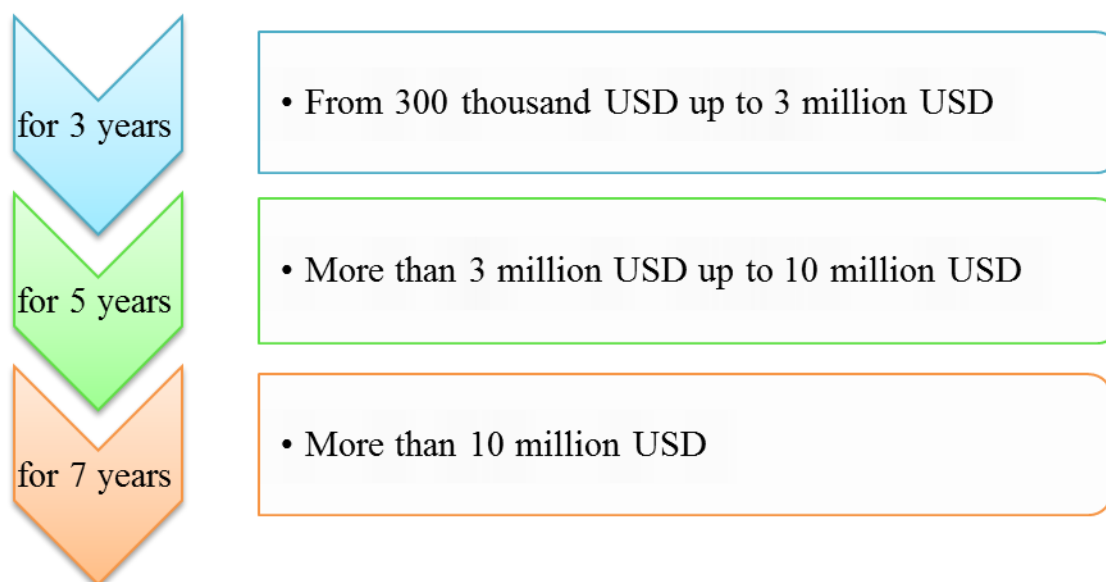 for 3 years
• From 300 thousand USD up to 3 million USD
for 5 years
• More than 3 million USD up to 10 million USD
for 7 years
• More than 10 million USD